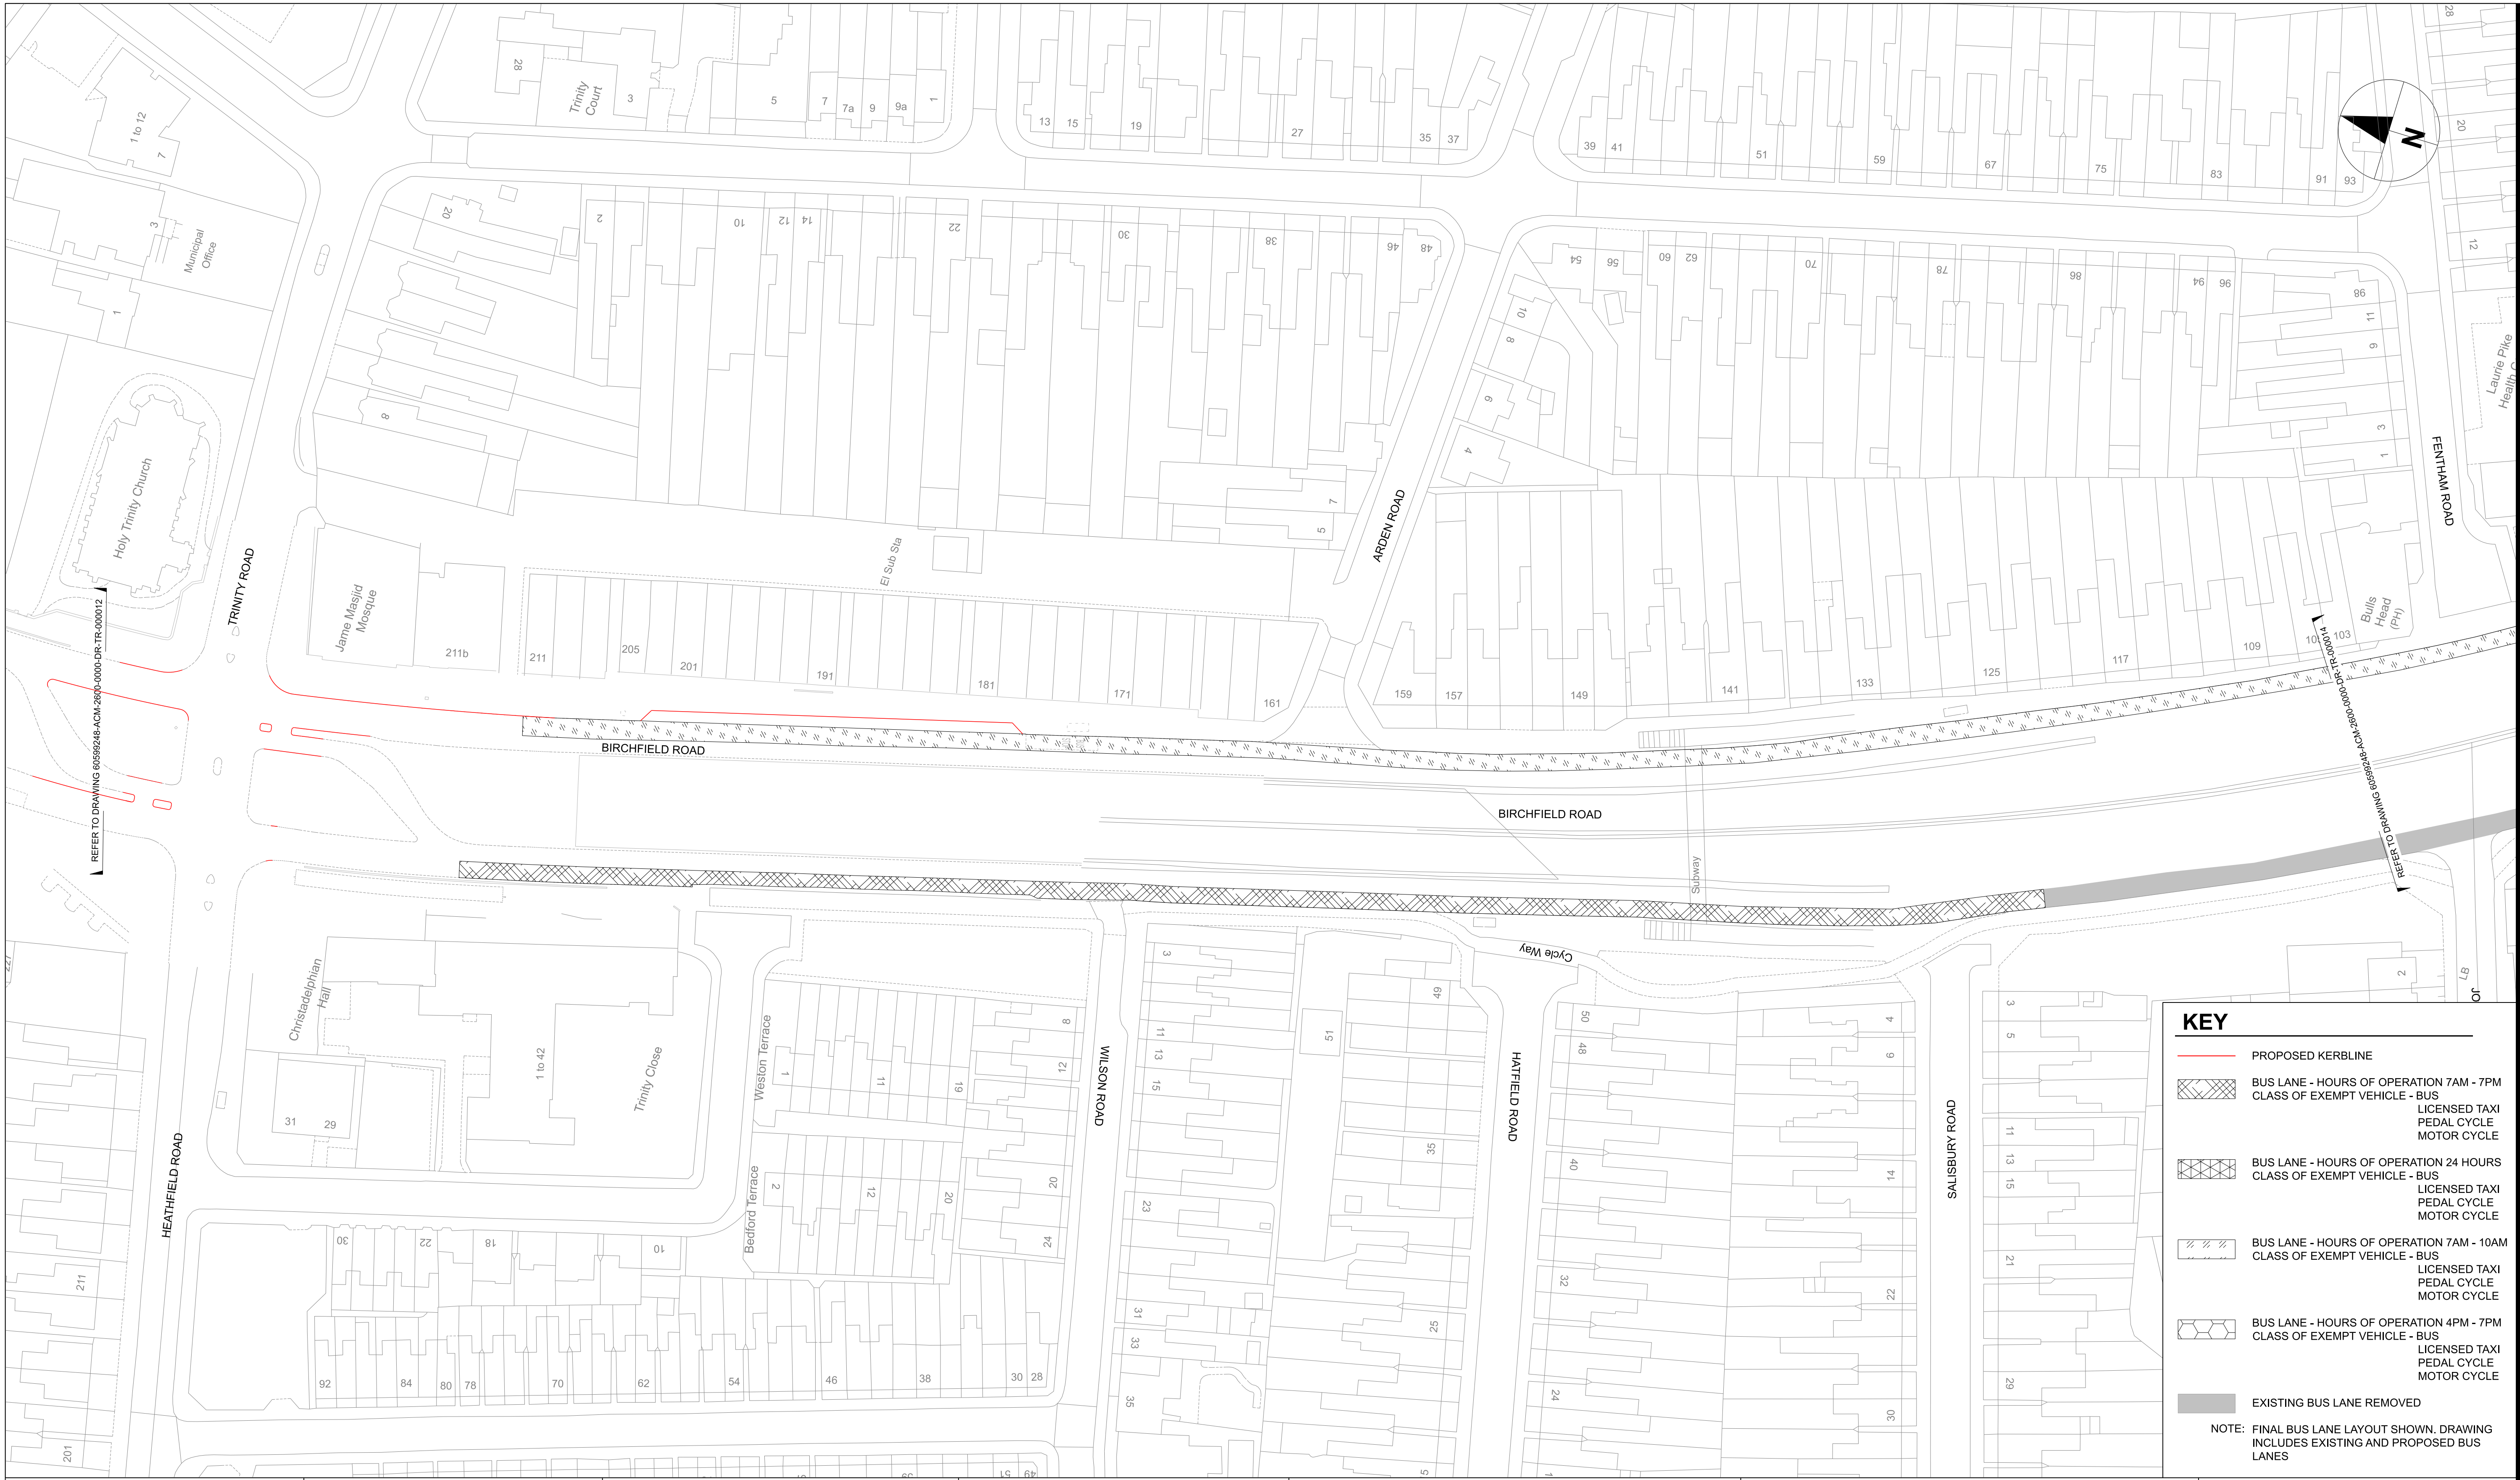 28
Trinity
Court
3
5
7
7a
9
9a
1
13
15
19
27
35
37
39
41
51
59
67
75
83
91
93
28
20
12
N
1 to 12
7
3
Municipal
Office
1
20
2
10
12
14
22
30
38
46
48
54
56
60
62
70
78
86
94
96
98
11
9
3
1
10
8
6
4
8
7
5
Laurie Pike
FENTHAM ROAD
ARDEN ROAD
Holy Trinity Church
TRINITY ROAD
El Sub Sta
Jame Masjid
Mosque
211b
211
205
201
191
181
171
161
159
157
149
141
133
125
117
109
103
Bulls
Head
(PH)
REFER TO DRAWING 60599248-ACM-2600-0000-DR-TR-000012
REFER TO DRAWING 60599248-ACM-2600-0000-DR-TR-000014
BIRCHFIELD ROAD
BIRCHFIELD ROAD
Subway
Cycle Way
227
Christadelphian
Hall
31
29
1 to 42
Trinity Close
Weston Terrace
1
11
19
8
12
Bedford Terrace
2
12
20
20
24
WILSON ROAD
3
11
13
15
23
31
33
35
49
51
35
25
5
HATFIELD ROAD
50
48
40
32
24
4
6
14
22
30
SALISBURY ROAD
3
5
11
13
15
21
29
2
LB
JO
HEATHFIELD ROAD
211
201
30
22
18
10
92
84
80
78
70
62
54
46
38
30
28
51
49
KEY
PROPOSED KERBLINE
BUS LANE - HOURS OF OPERATION 7AM - 7PM
CLASS OF EXEMPT VEHICLE - BUS
LICENSED TAXI
PEDAL CYCLE
MOTOR CYCLE
BUS LANE - HOURS OF OPERATION 24 HOURS
CLASS OF EXEMPT VEHICLE - BUS
LICENSED TAXI
PEDAL CYCLE
MOTOR CYCLE
BUS LANE - HOURS OF OPERATION 7AM - 10AM
CLASS OF EXEMPT VEHICLE - BUS
LICENSED TAXI
PEDAL CYCLE
MOTOR CYCLE
BUS LANE - HOURS OF OPERATION 4PM - 7PM
CLASS OF EXEMPT VEHICLE - BUS
LICENSED TAXI
PEDAL CYCLE
MOTOR CYCLE
EXISTING BUS LANE REMOVED
NOTE: FINAL BUS LANE LAYOUT SHOWN. DRAWING
INCLUDES EXISTING AND PROPOSED BUS
LANES